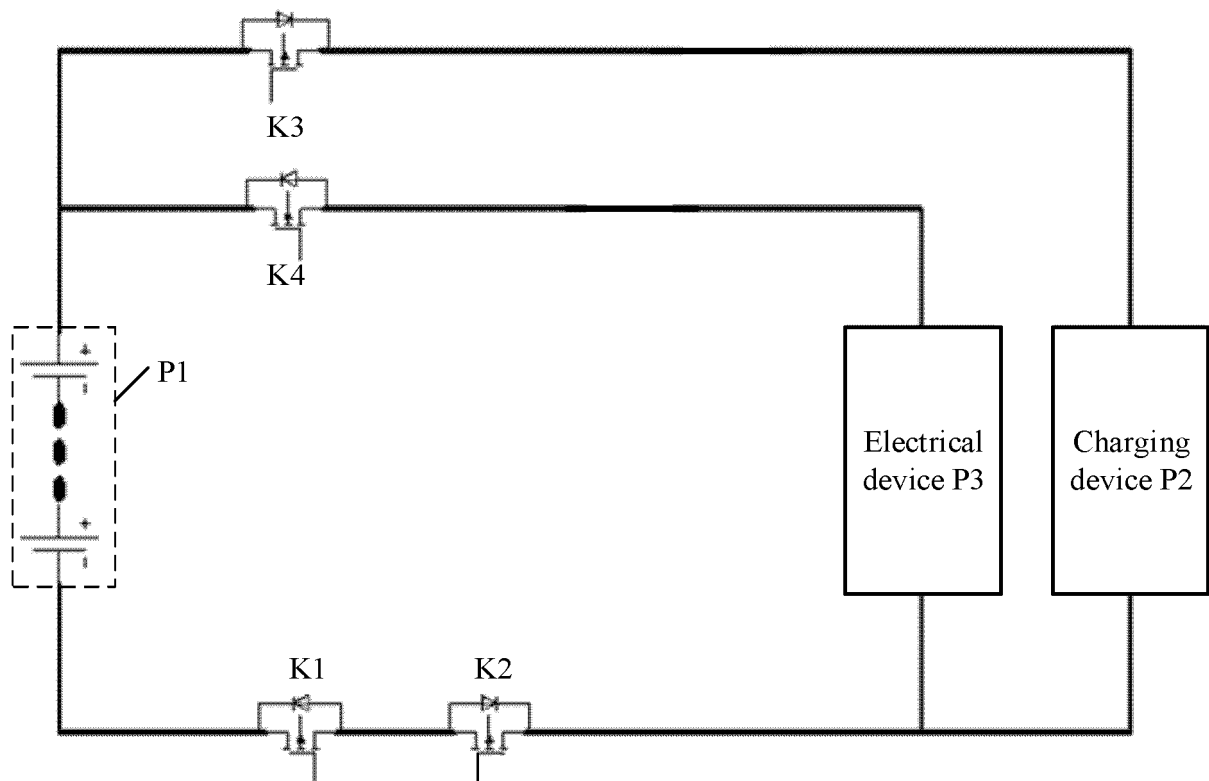 K3
K4
P1
Electrical
device P3
Charging
device P2
K1
K2